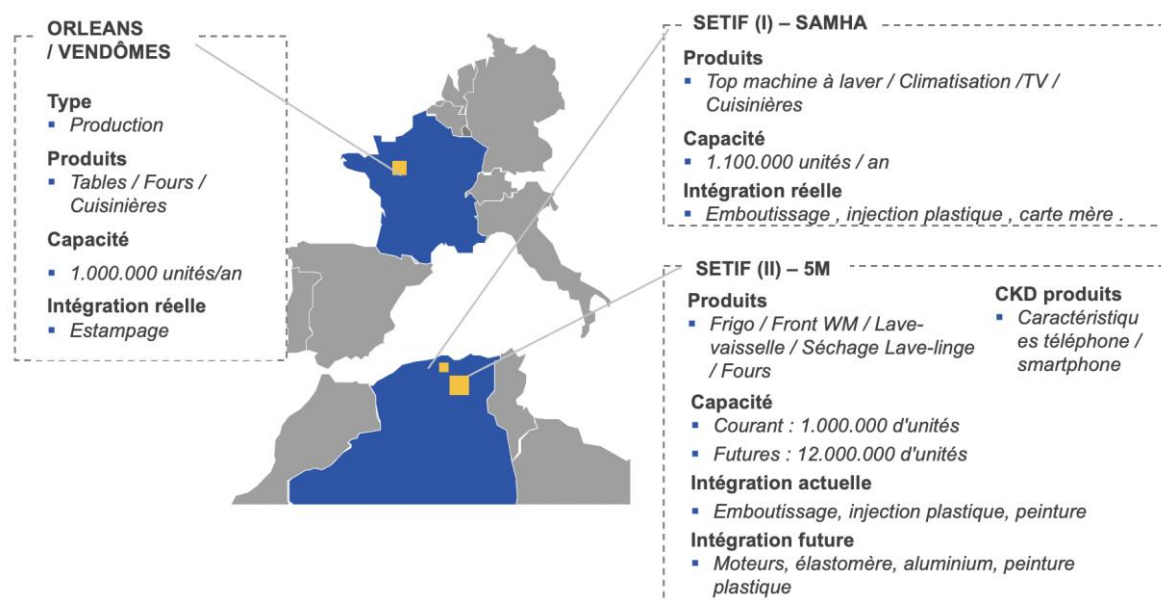 ORLEANS
/ VENDÔMES
Type
▪ Production
Produits
▪ Tables / Fours /
Cuisinières
Capacité
▪ 1.000.000 unités/an
Intégration réelle
▪ Estampage
SETIF (I) – SAMHA
Produits
▪ Top machine à laver / Climatisation /TV /
Cuisinières
Capacité
▪ 1.100.000 unités / an
Intégration réelle
▪ Emboutissage , injection plastique , carte mère .
SETIF (II) – 5M
Produits
▪ Frigo / Front WM / Lave-
vaisselle / Séchage Lave-linge
/ Fours
CKD produits
▪ Caractéristiqu
es téléphone /
smartphone
Capacité
▪ Courant : 1.000.000 d'unités
▪ Futures : 12.000.000 d'unités
Intégration actuelle
▪ Emboutissage, injection plastique, peinture
Intégration future
▪ Moteurs, élastomère, aluminium, peinture
plastique